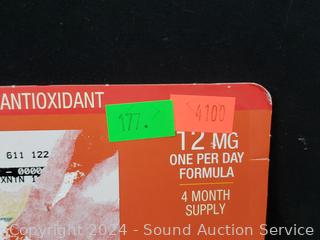 ANTIOXIDANT
177.-
4100
12 MG
ONE PER DAY
FORMULA
4 MONTH
SUPPLY
611 122
Copyright 2024 - Sound Auction Service